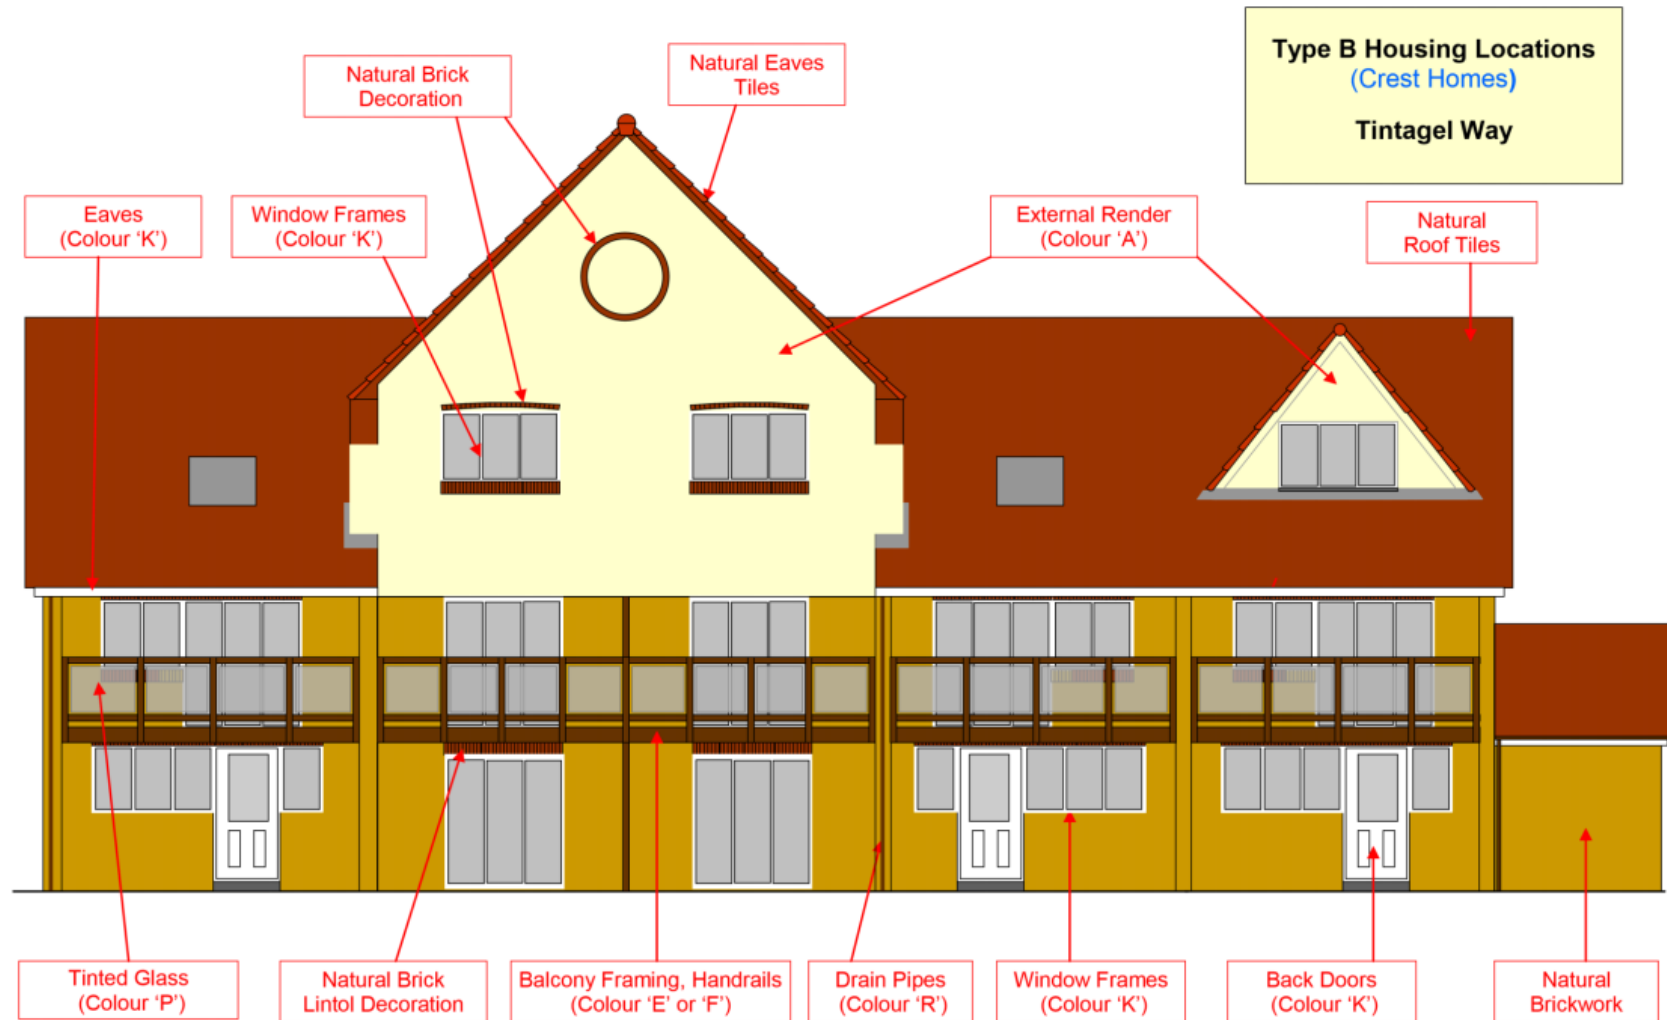 Type B Housing Locations
(Crest Homes)
Tintagel Way
Natural Brick
Decoration
Natural Eaves
Tiles
Eaves
(Colour ‘K’)
Window Frames
(Colour ‘K’)
External Render
(Colour ‘A’)
Natural
Roof Tiles
Tinted Glass
(Colour ‘P’)
Natural Brick
Lintol Decoration
Balcony Framing, Handrails
(Colour ‘E’ or ‘F’)
Drain Pipes
(Colour ‘R’)
Window Frames
(Colour ‘K’)
Back Doors
(Colour ‘K’)
Natural
Brickwork